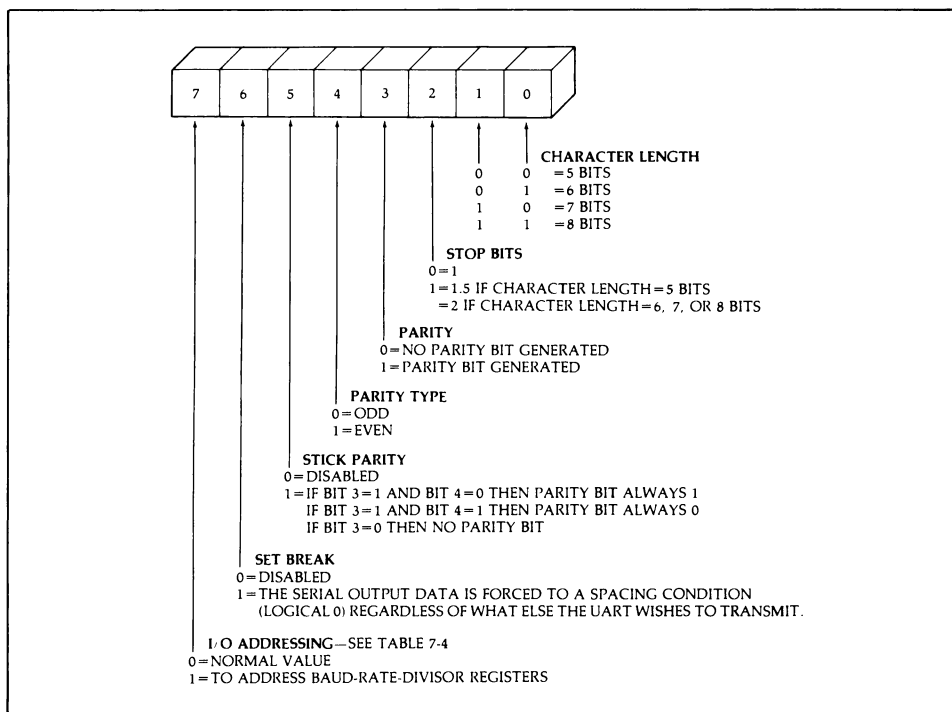 7 6 5 4 3 2 1 0
CHARACTER LENGTH
0 0 =5 BITS
0 1 =6 BITS
1 0 =7 BITS
1 1 =8 BITS
STOP BITS
0=1
1=1.5 IF CHARACTER LENGTH=5 BITS
=2 IF CHARACTER LENGTH=6, 7, OR 8 BITS
PARITY
0=NO PARITY BIT GENERATED
1=PARITY BIT GENERATED
PARITY TYPE
0=ODD
1=EVEN
STICK PARITY
0=DISABLED
1=IF BIT 3=1 AND BIT 4=0 THEN PARITY BIT ALWAYS 1
IF BIT 3=1 AND BIT 4=1 THEN PARITY BIT ALWAYS 0
IF BIT 3=0 THEN NO PARITY BIT
SET BREAK
0=DISABLED
1=THE SERIAL OUTPUT DATA IS FORCED TO A SPACING CONDITION
(LOGICAL 0) REGARDLESS OF WHAT ELSE THE UART WISHES TO TRANSMIT.
I/O ADDRESSING—SEE TABLE 7-4
0=NORMAL VALUE
1=TO ADDRESS BAUD-RATE-DIVISOR REGISTERS